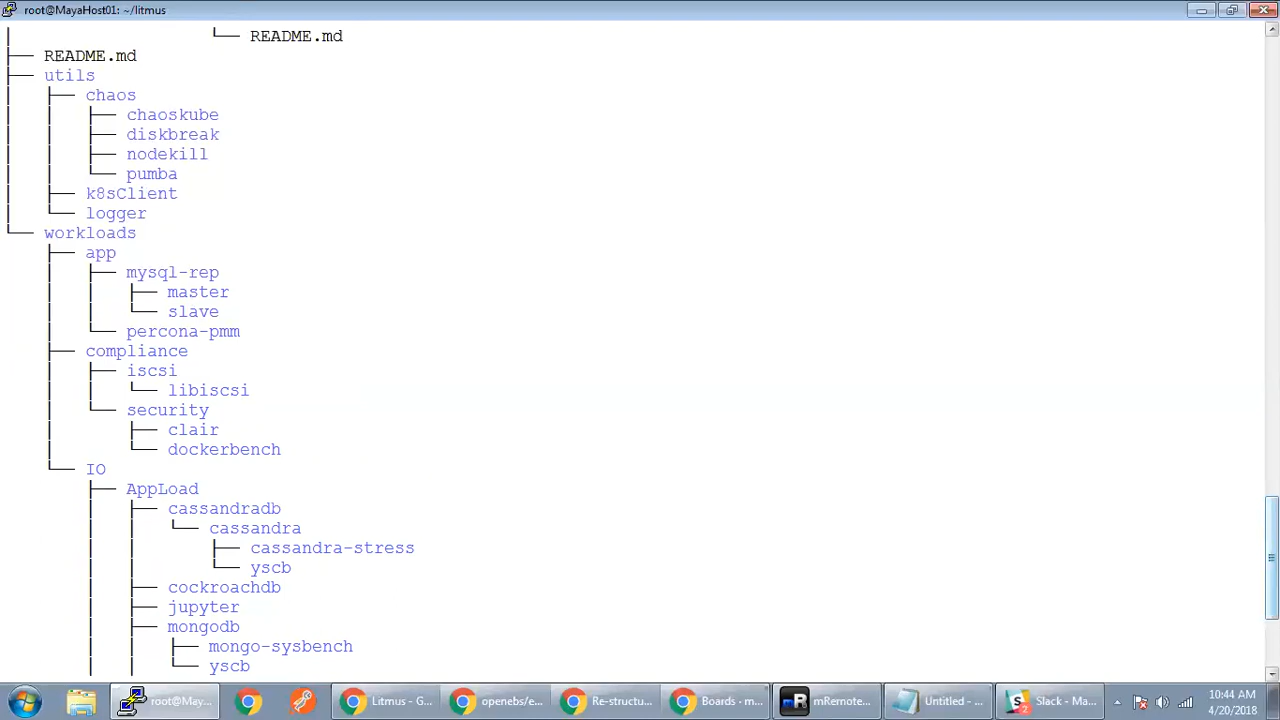 root@MayaHost01: ~/litmus
│                   └── README.md
├── README.md
├── utils
│   ├── chaos
│   │   ├── chaoskube
│   │   ├── diskbreak
│   │   ├── nodekill
│   │   └── pumba
│   ├── k8sClient
│   └── logger
└── workloads
    ├── app
    │   ├── mysql-rep
    │   │   ├── master
    │   │   └── slave
    │   └── percona-pmm
    ├── compliance
    │   ├── iscsi
    │   │   └── libiscsi
    │   └── security
    │       ├── clair
    │       └── dockerbench
    └── IO
        ├── AppLoad
        │   ├── cassandradb
        │   │   └── cassandra
        │   │       ├── cassandra-stress
        │   │       └── yscb
        │   ├── cockroachdb
        │   ├── jupyter
        │   ├── mongodb
        │   │   ├── mongo-sysbench
        │   │   └── yscb
root@May... Litmus - G... openebs/e... Re-structu... Boards - m... mRemote... Untitled - ... Slack - Ma...
10:44 AM
4/20/2018